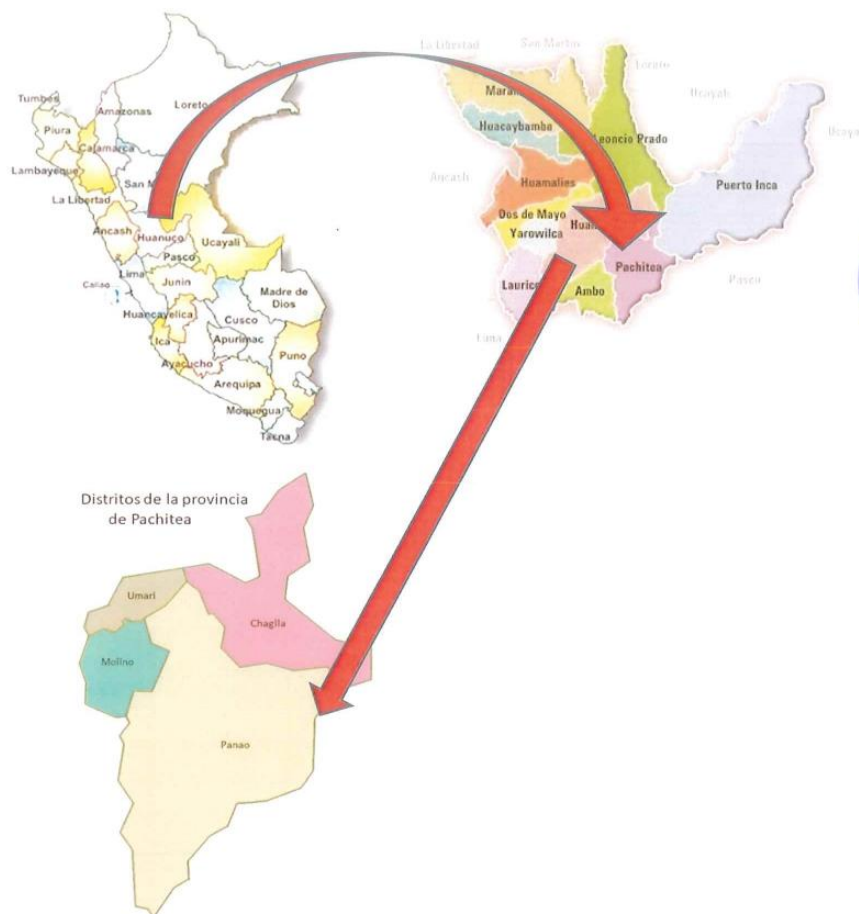 Tumbes
Piura
Lambayeque
La Libertad
Amazonas
Cajamarca
Loreto
San M
Ancash
Huanuco
Ucayali
Pasco
Lima
Callao
Junin
Huancavelica
Ica
Ayacucho
Madre de
Dios
Cusco
Apurimac
Puno
Arequipa
Moquegua
Tacna
La Libertad
San Martin
Loreto
Ucayali
Ucaya
Ancash
Pasco
Lima
Mara
Huacaybamba
Leoncio Prado
Huamalies
Puerto Inca
Dos de Mayo
Yarowilca
Hua
Pachitea
Laurico
Ambo
Distritos de la provincia
de Pachitea
Umari
Chaglla
Molino
Panao